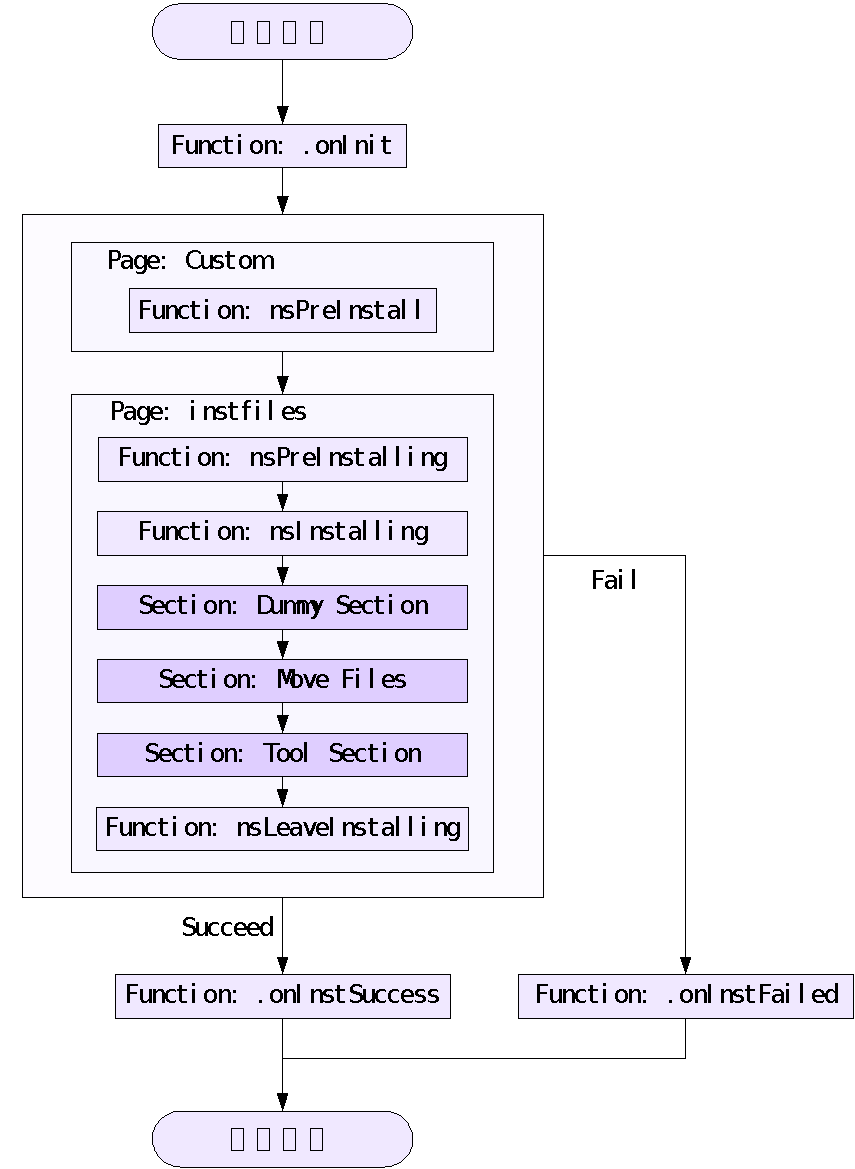 Function: .onInit
Page: Custom
Function: nsPreInstall
Page: instfiles
Function: nsPreInstalling
Function: nsInstalling
Section: Dummy Section
Section: Move Files
Section: Tool Section
Function: nsLeaveInstalling
Fail
Succeed
Function: .onInstSuccess
Function: .onInstFailed